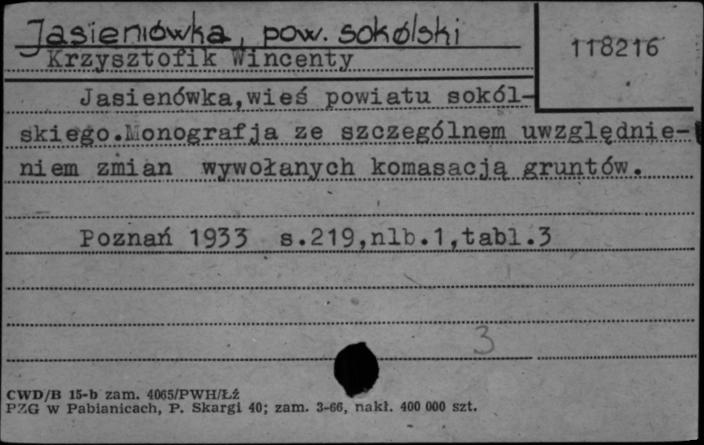 Jasieniówka, pow. sokólski
118216
Krzysztofik Wincenty
Jasienówka,wieś powiatu sokól-
skiego.Monografja ze szczególnem uwzględnie-
niem zmian wywołanych komasacją gruntów.
Poznań 1933 s.219,nlb.1,tabl.3
3
CWD/B 15-b zam. 4065/PWH/Łź
PZG w Pabianicach, P. Skargi 40; zam. 3-66, nakł. 400 000 szt.